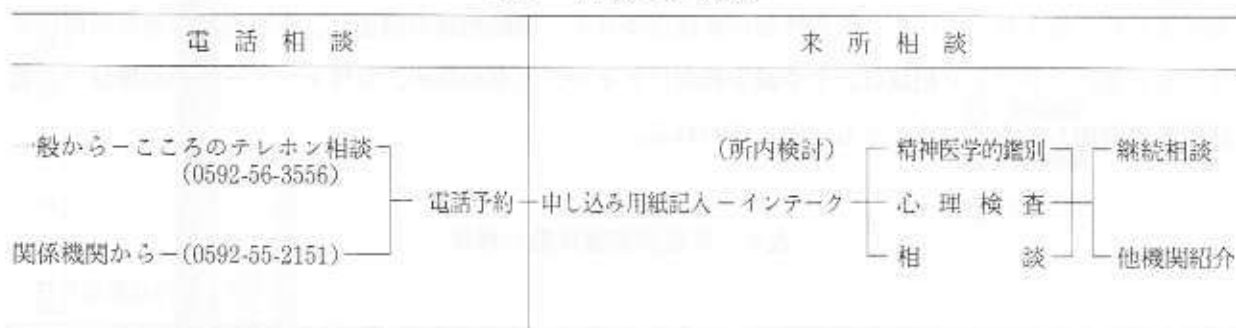 電話相談
来所相談
一般から－こころのテレホン相談
(0592-56-3556)
関係機関から－(0592-55-2151)
電話予約－申し込み用紙記入－インテーク
(所内検討)
精神医学的鑑別
心理検査
相談
継続相談
他機関紹介